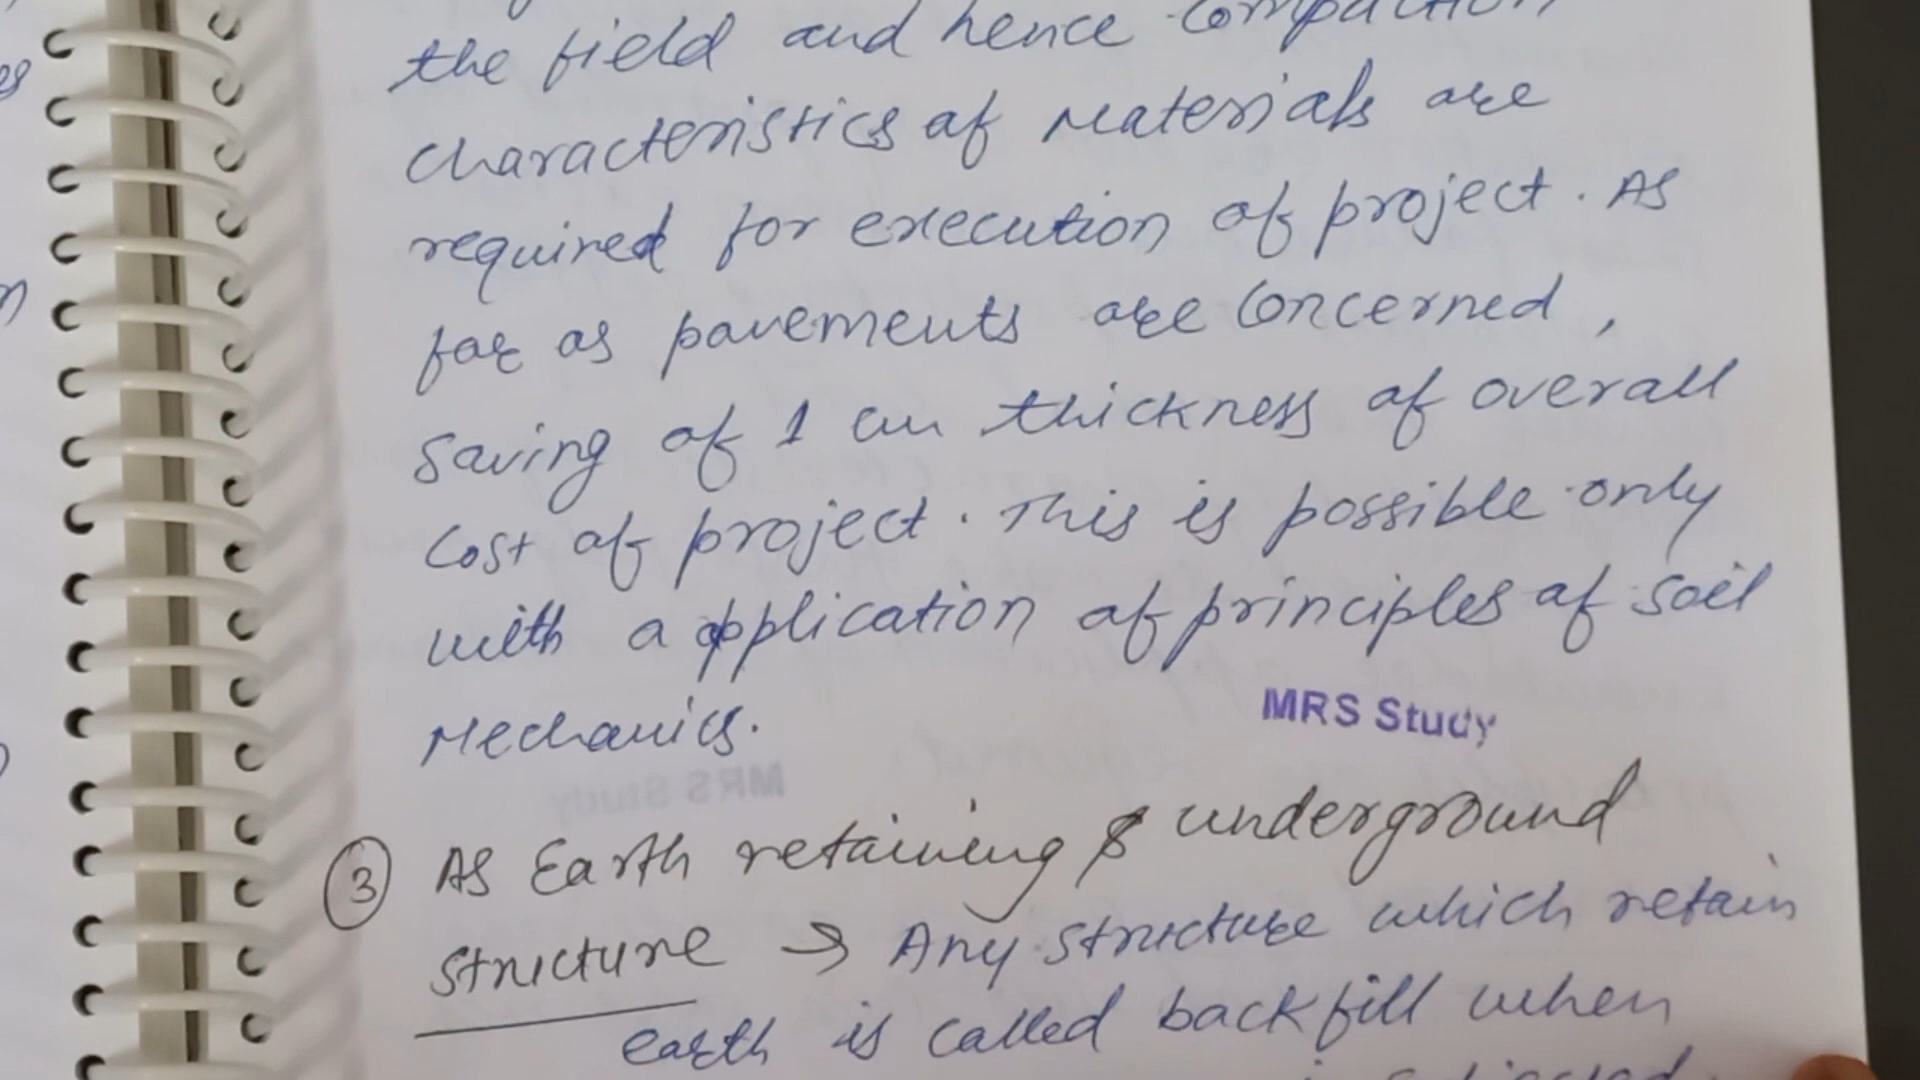 the field and hence compaction
characteristics of materials are
required for execution of project. As
far as pavements are concerned,
saving of 1 cm thickness of overall
cost of project. This is possible only
with a application of principles of soil
Mechanics.
MRS Study
③ As Earth retaining & underground
structure → Any structure which retain
earth is called backfill when